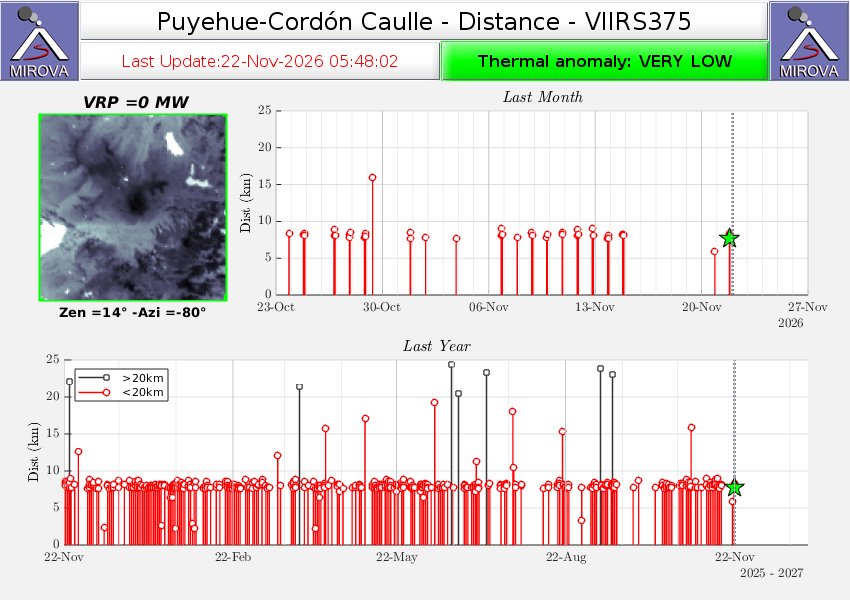 Puyehue-Cordón Caulle - Distance - VIIRS375
MIROVA
Last Update:22-Nov-2026 05:48:02
Thermal anomaly: VERY LOW
MIROVA
VRP =0 MW
Zen =14° -Azi =-80°
Last Month
Dist (km)
25
20
15
10
5
0
23-Oct
30-Oct
06-Nov
13-Nov
20-Nov
27-Nov
2026
Last Year
Dist (km)
25
20
15
10
5
0
>20km
<20km
22-Nov
22-Feb
22-May
22-Aug
22-Nov
2025 - 2027